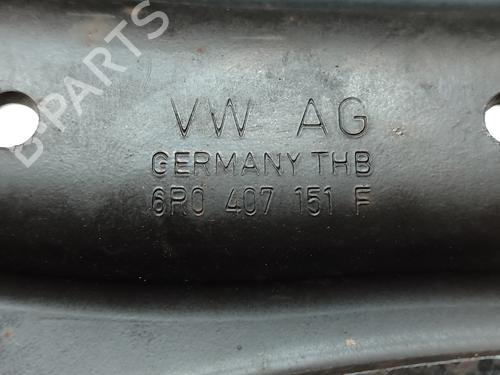 B-PARTS
VW AG
GERMANY THB
6R0 407 151 F